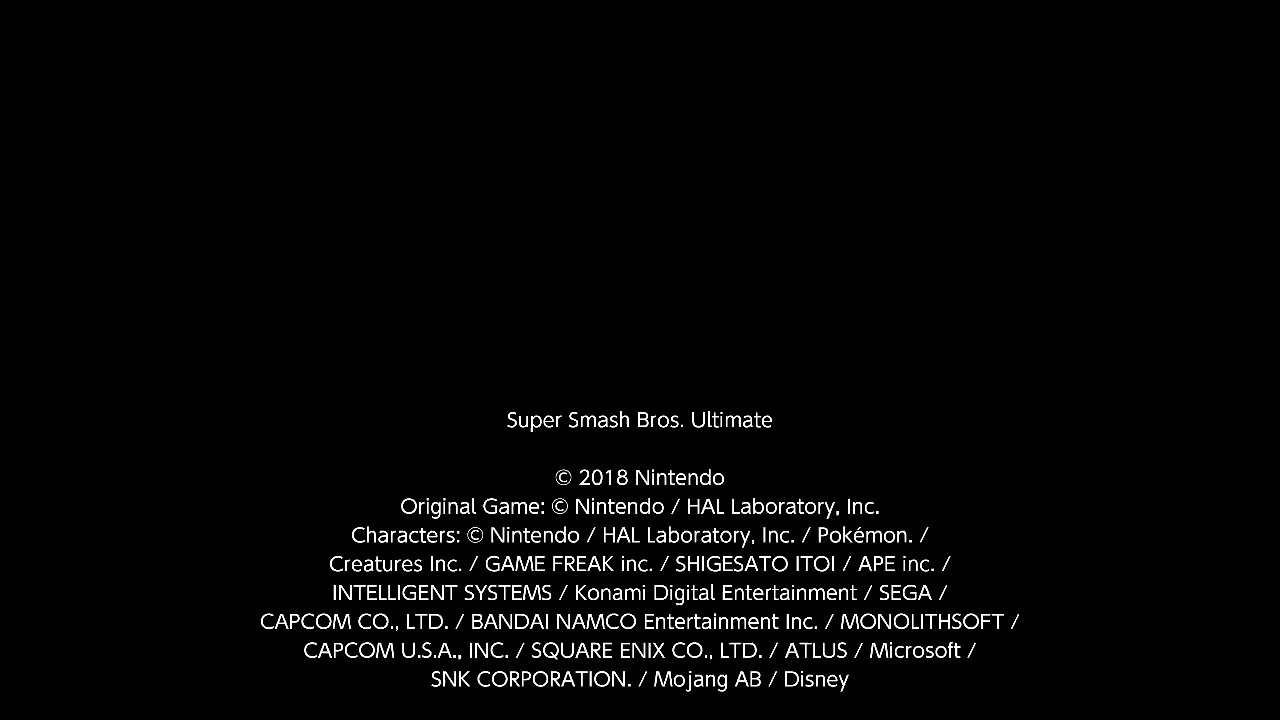 Super Smash Bros. Ultimate
© 2018 Nintendo
Original Game: © Nintendo / HAL Laboratory, Inc.
Characters: © Nintendo / HAL Laboratory, Inc. / Pokémon. /
Creatures Inc. / GAME FREAK inc. / SHIGESATO ITOI / APE inc. /
INTELLIGENT SYSTEMS / Konami Digital Entertainment / SEGA /
CAPCOM CO., LTD. / BANDAI NAMCO Entertainment Inc. / MONOLITHSOFT /
CAPCOM U.S.A., INC. / SQUARE ENIX CO., LTD. / ATLUS / Microsoft /
SNK CORPORATION. / Mojang AB / Disney